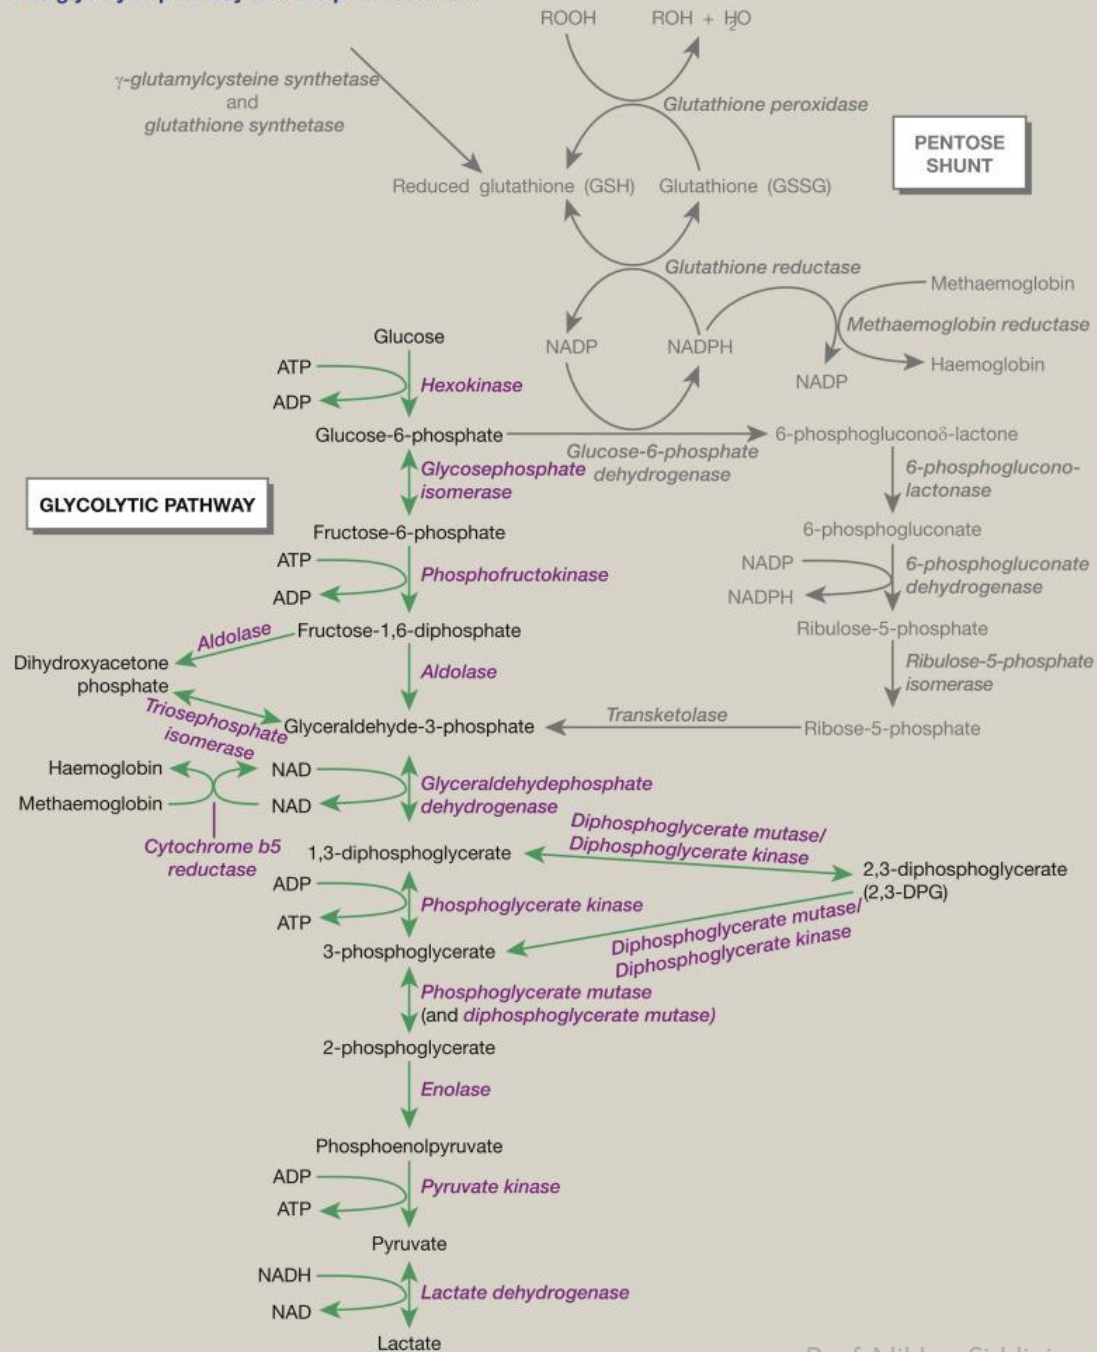 ROOH
ROH + H2O
γ-glutamylcysteine synthetase
and
glutathione synthetase
Glutathione peroxidase
PENTOSE
SHUNT
Reduced glutathione (GSH)
Glutathione (GSSG)
Glutathione reductase
Methaemoglobin
Methaemoglobin reductase
Haemoglobin
NADP
NADPH
NADP
Glucose
ATP
ADP
Hexokinase
Glucose-6-phosphate
Glucose-6-phosphate
dehydrogenase
6-phosphogluconoδ-lactone
Glycosephosphate
isomerase
6-phosphoglucono-
lactonase
GLYCOLYTIC PATHWAY
Fructose-6-phosphate
6-phosphogluconate
ATP
ADP
Phosphofructokinase
NADP
NADPH
6-phosphogluconate
dehydrogenase
Aldolase
Fructose-1,6-diphosphate
Ribulose-5-phosphate
Dihydroxyacetone
phosphate
Aldolase
Ribulose-5-phosphate
isomerase
Triosephosphate
isomerase
Glyceraldehyde-3-phosphate
Transketolase
Ribose-5-phosphate
Haemoglobin
Methaemoglobin
NAD
NAD
Glyceraldehydephosphate
dehydrogenase
Cytochrome b5
reductase
1,3-diphosphoglycerate
Diphosphoglycerate mutase/
Diphosphoglycerate kinase
2,3-diphosphoglycerate
(2,3-DPG)
ADP
ATP
Phosphoglycerate kinase
Diphosphoglycerate mutase/
Diphosphoglycerate kinase
3-phosphoglycerate
Phosphoglycerate mutase
(and diphosphoglycerate mutase)
2-phosphoglycerate
Enolase
Phosphoenolpyruvate
ADP
ATP
Pyruvate kinase
Pyruvate
NADH
NAD
Lactate dehydrogenase
Lactate